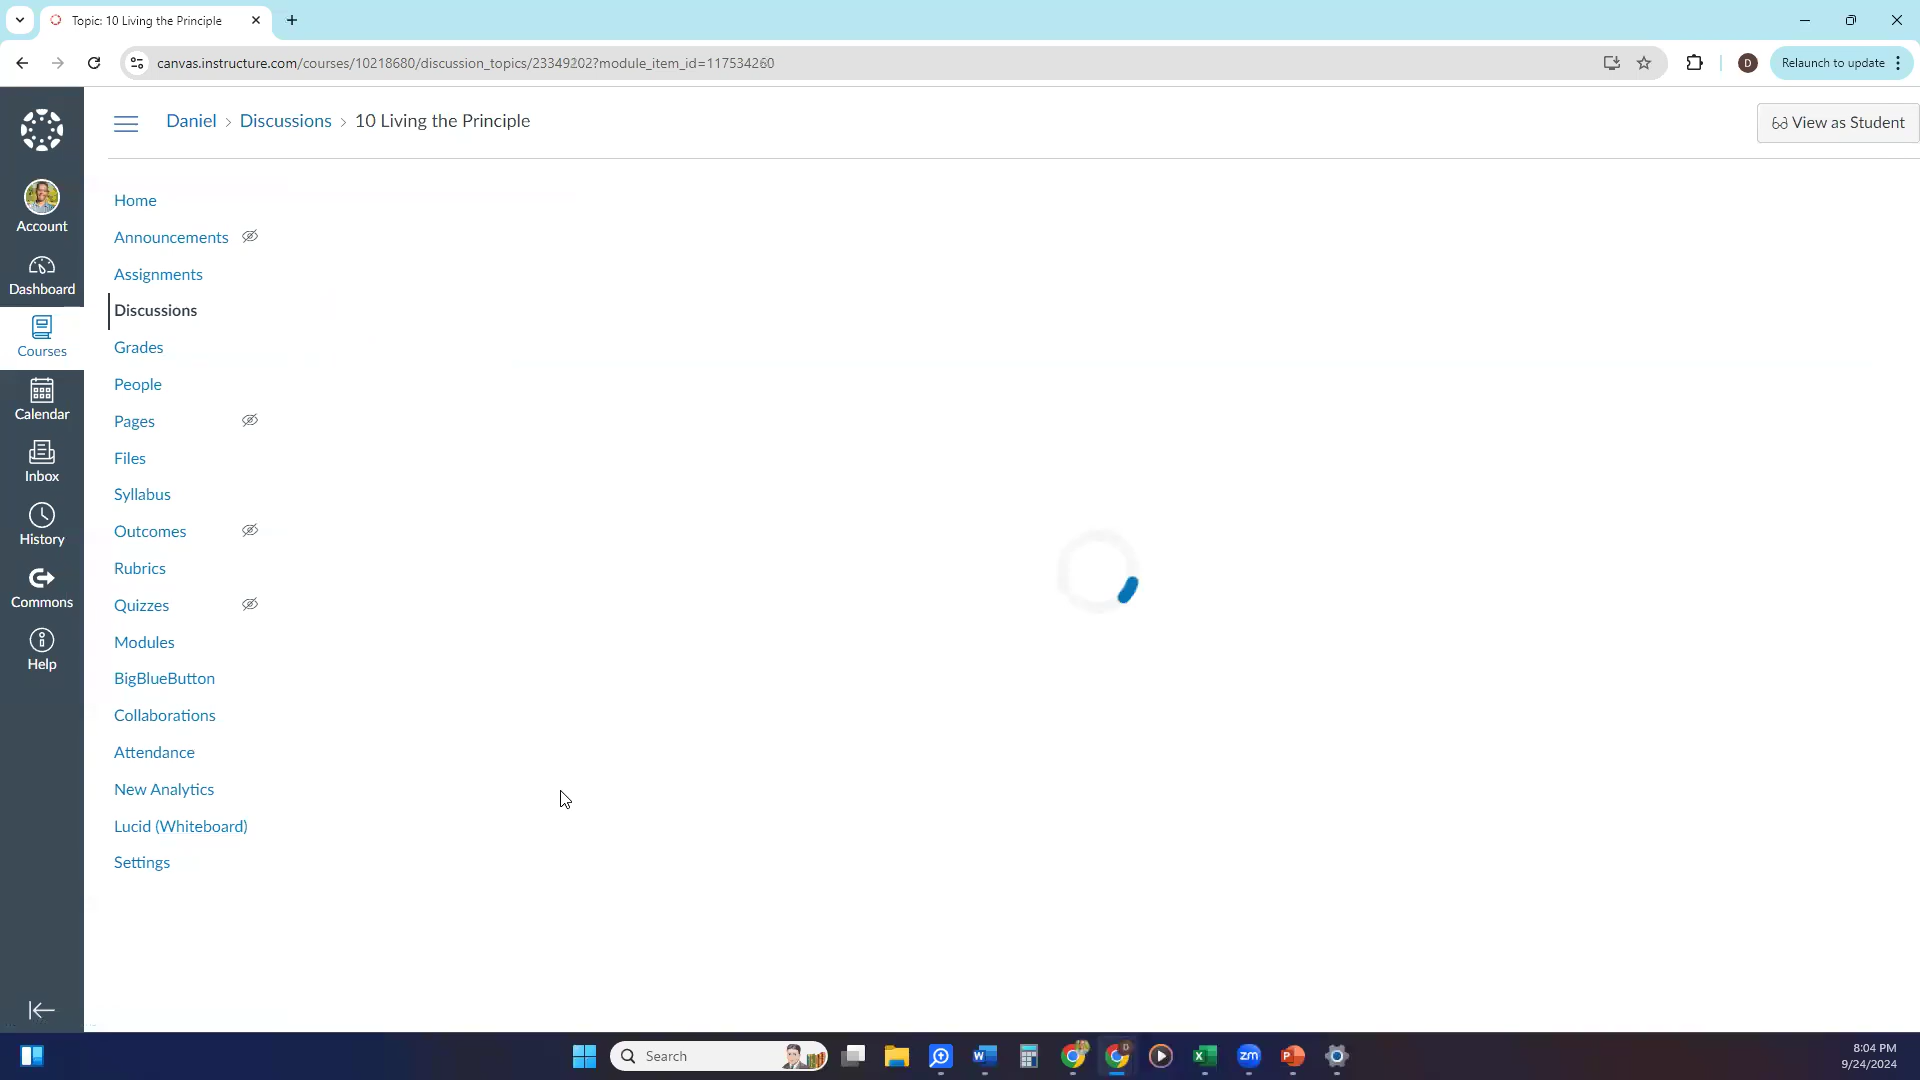 Topic: 10 Living the Principle
canvas.instructure.com/courses/10218680/discussion_topics/23349202?module_item_id=117534260
D
Relaunch to update
Daniel › Discussions › 10 Living the Principle
View as Student
Account
Dashboard
Courses
Calendar
Inbox
History
Commons
Help
Home
Announcements
Assignments
Discussions
Grades
People
Pages
Files
Syllabus
Outcomes
Rubrics
Quizzes
Modules
BigBlueButton
Collaborations
Attendance
New Analytics
Lucid (Whiteboard)
Settings
Search
W
D
X
zm
P
8:04 PM
9/24/2024